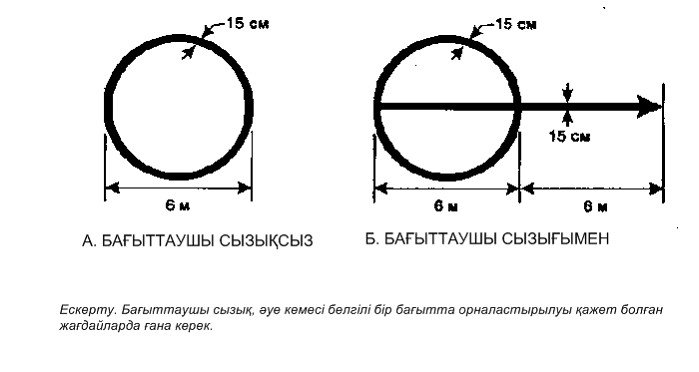 15 см
15 см
15 см
6 м
6 м
6 м
А. БАҒЫТТАУШЫ СЫЗЫҚСЫЗ
Б. БАҒЫТТАУШЫ СЫЗЫҒЫМЕН
Ескерту. Бағыттаушы сызық, әуе кемесі белгілі бір бағытта орналастырылуы қажет болған
жағдайларда ғана керек.